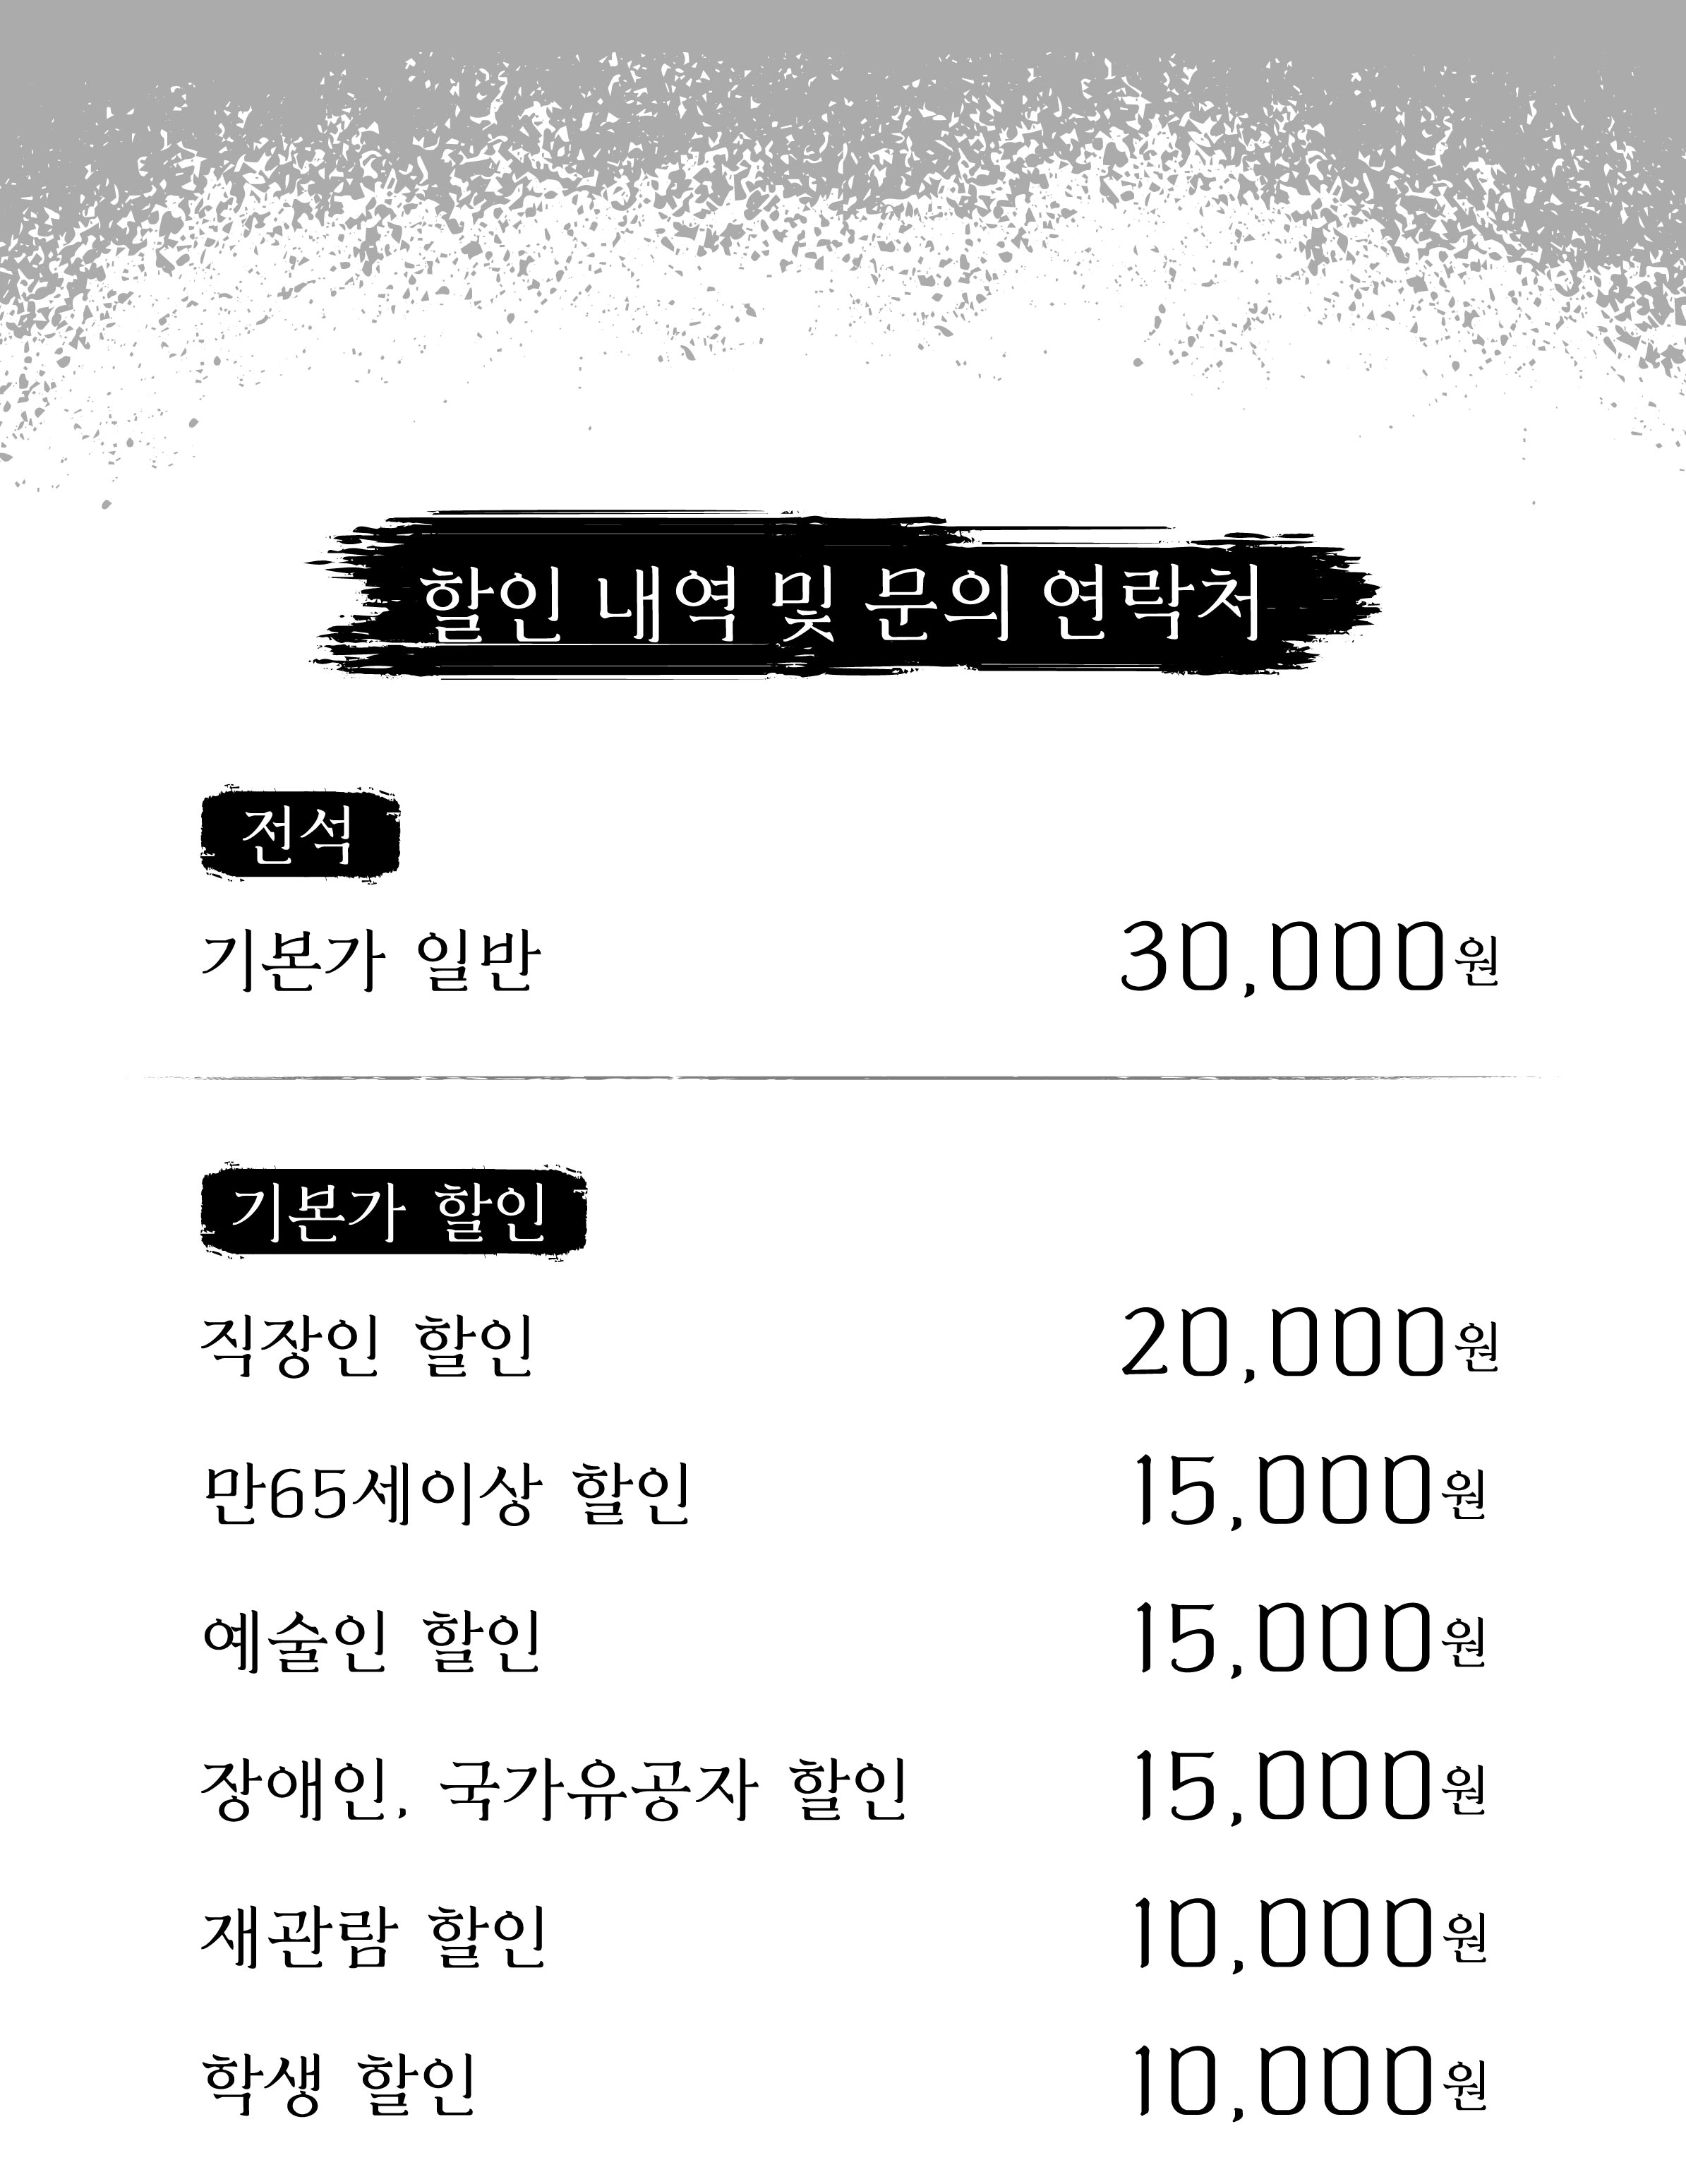 할인 내역 및 문의 연락처
전석
기본가 일반 30,000원
기본가 할인
직장인 할인 20,000원
만65세이상 할인 15,000원
예술인 할인 15,000원
장애인, 국가유공자 할인 15,000원
재관람 할인 10,000원
학생 할인 10,000원